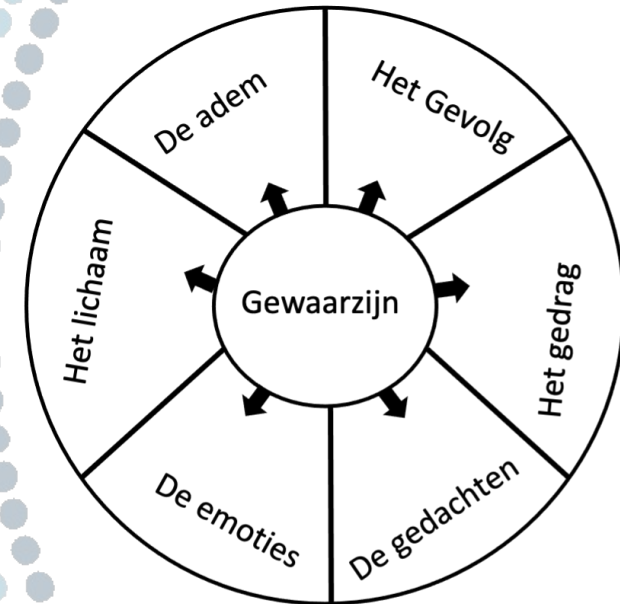 De adem
Het Gevolg
Het lichaam
Gewaarzijn
Het gedrag
De emoties
De gedachten